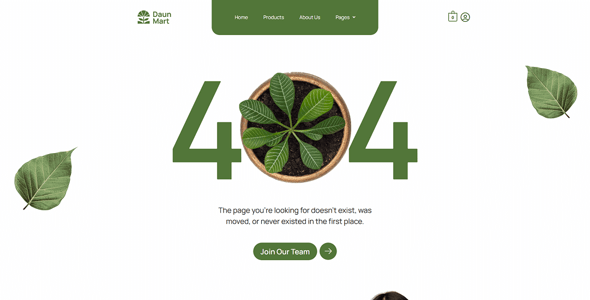 Daun
Mart
Home
Products
About Us
Pages
0
4 4
The page you're looking for doesn't exist, was
moved, or never existed in the first place.
Join Our Team